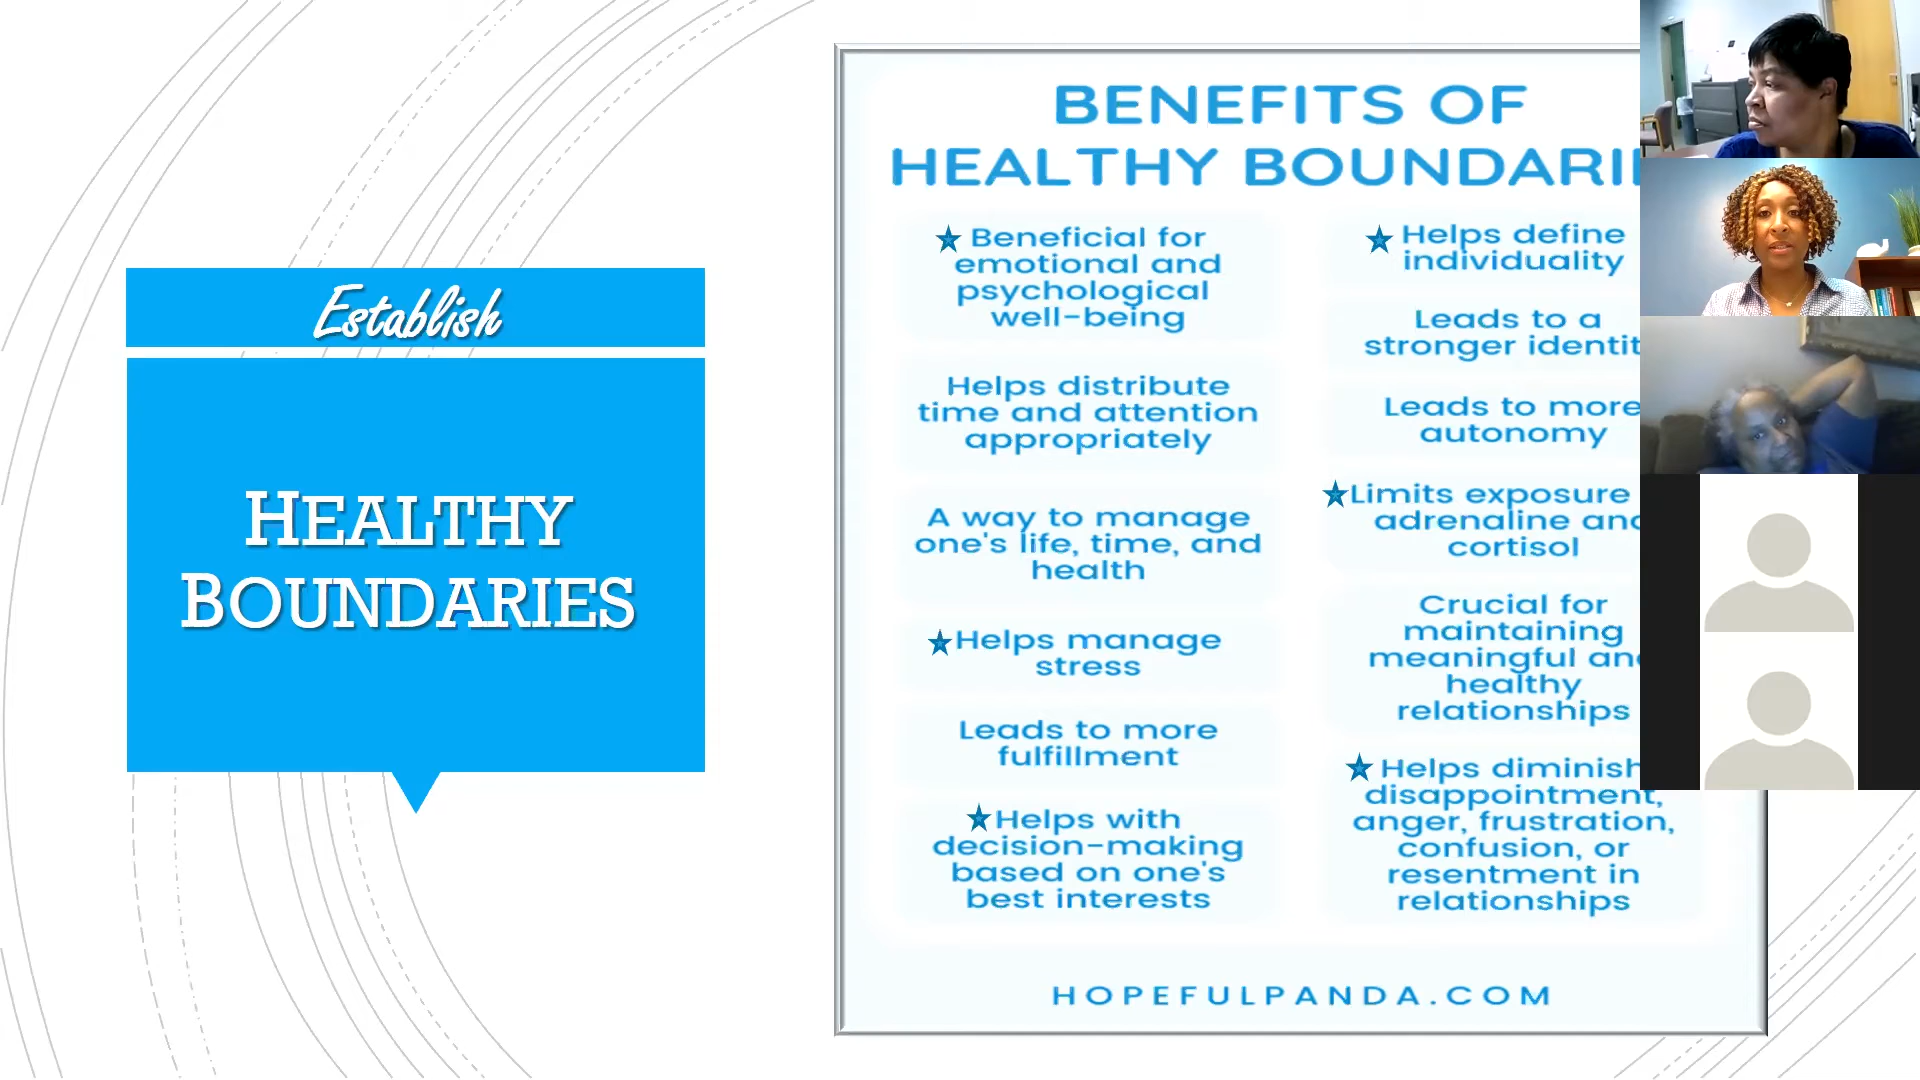 Establish
HEALTHY
BOUNDARIES
BENEFITS OF
HEALTHY BOUNDARI
Beneficial for
emotional and
psychological
well-being
Helps distribute
time and attention
appropriately
A way to manage
one's life, time, and
health
Helps manage
stress
Leads to more
fulfillment
Helps with
decision-making
based on one's
best interests
Helps define
individuality
Leads to a
stronger identit
Leads to more
autonomy
Limits exposure
adrenaline and
cortisol
Crucial for
maintaining
meaningful and
healthy
relationships
Helps diminish
disappointment,
anger, frustration,
confusion, or
resentment in
relationships
HOPEFULPANDA.COM